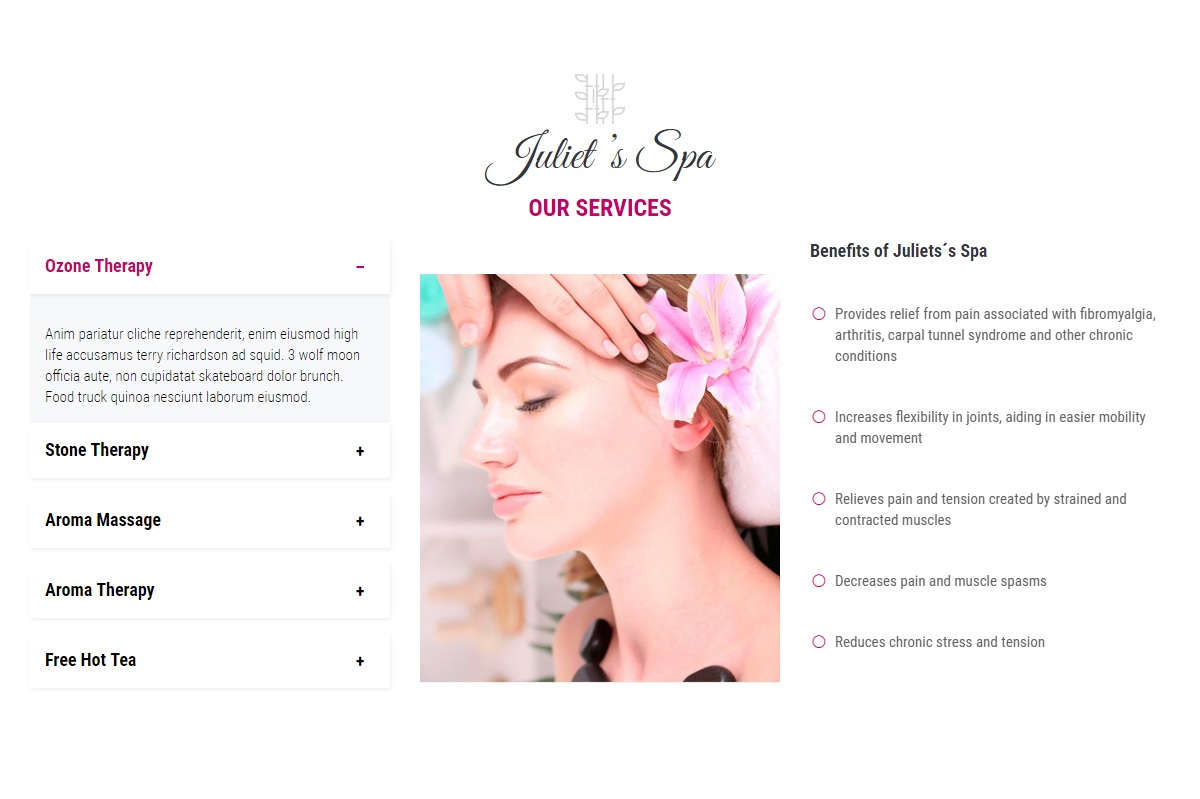 Juliet 's Spa
OUR SERVICES
Ozone Therapy –
Anim pariatur cliche reprehenderit, enim eiusmod high
life accusamus terry richardson ad squid. 3 wolf moon
officia aute, non cupidatat skateboard dolor brunch.
Food truck quinoa nesciunt laborum eiusmod.
Stone Therapy +
Aroma Massage +
Aroma Therapy +
Free Hot Tea +
Benefits of Juliets´s Spa
Provides relief from pain associated with fibromyalgia,
arthritis, carpal tunnel syndrome and other chronic
conditions
Increases flexibility in joints, aiding in easier mobility
and movement
Relieves pain and tension created by strained and
contracted muscles
Decreases pain and muscle spasms
Reduces chronic stress and tension